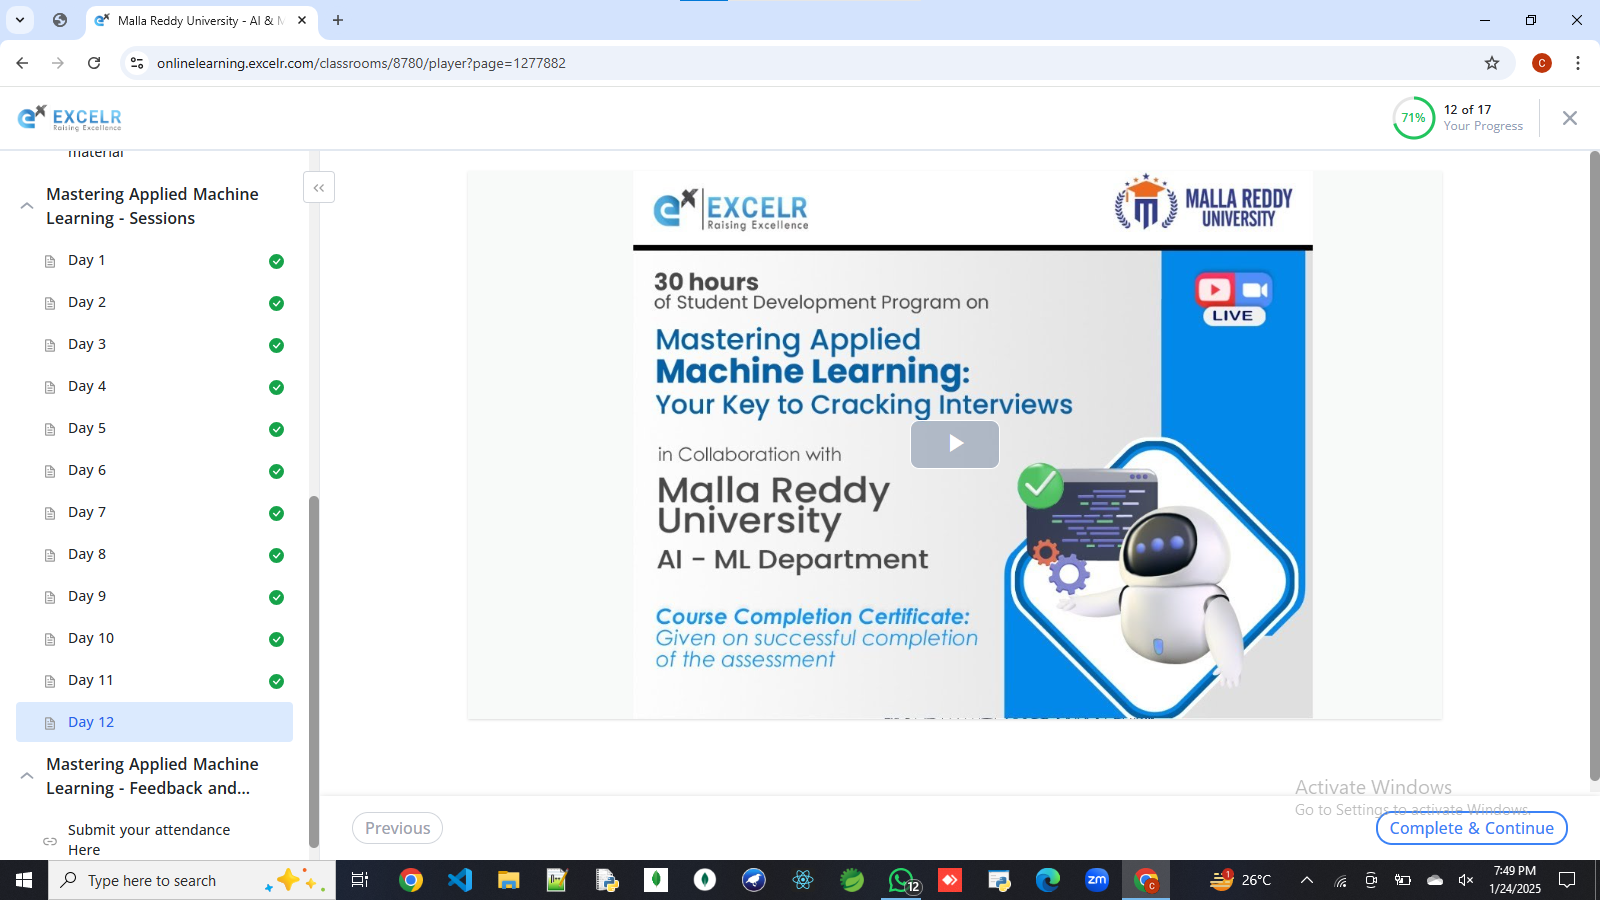 Malla Reddy University - AI & M
onlinelearning.excelr.com/classrooms/8780/player?page=1277882
C
EXCELR
Raising Excellence
71%
12 of 17
Your Progress
material
Mastering Applied Machine
Learning - Sessions
Day 1
Day 2
Day 3
Day 4
Day 5
Day 6
Day 7
Day 8
Day 9
Day 10
Day 11
Day 12
Mastering Applied Machine
Learning - Feedback and...
Submit your attendance
Here
EXCELR
Raising Excellence
MALLA REDDY
UNIVERSITY
30 hours
of Student Development Program on
LIVE
Mastering Applied
Machine Learning:
Your Key to Cracking Interviews
in Collaboration with
Malla Reddy
University
AI - ML Department
Course Completion Certificate:
Given on successful completion
of the assessment
Activate Windows
Go to Settings to activate Windows.
Previous
Complete & Continue
Type here to search
12
zm
C
1
26°C
7:49 PM
1/24/2025